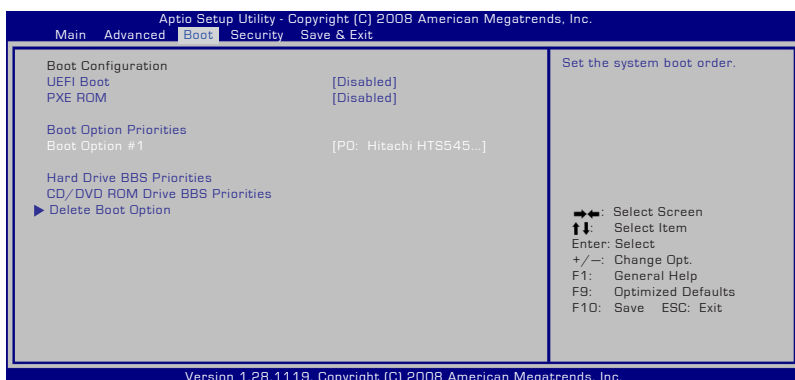 Aptio Setup Utility - Copyright (C) 2008 American Megatrends, Inc.
Main Advanced Boot Security Save & Exit
Boot Configuration
UEFI Boot [Disabled]
PXE ROM [Disabled]
Boot Option Priorities
Boot Option #1 [P0: Hitachi HTS545...]
Hard Drive BBS Priorities
CD/DVD ROM Drive BBS Priorities
Delete Boot Option
Set the system boot order.
→←: Select Screen
↑↓: Select Item
Enter: Select
+/—: Change Opt.
F1: General Help
F9: Optimized Defaults
F10: Save ESC: Exit
Version 1.28.1119. Copyright (C) 2008 American Megatrends, Inc.